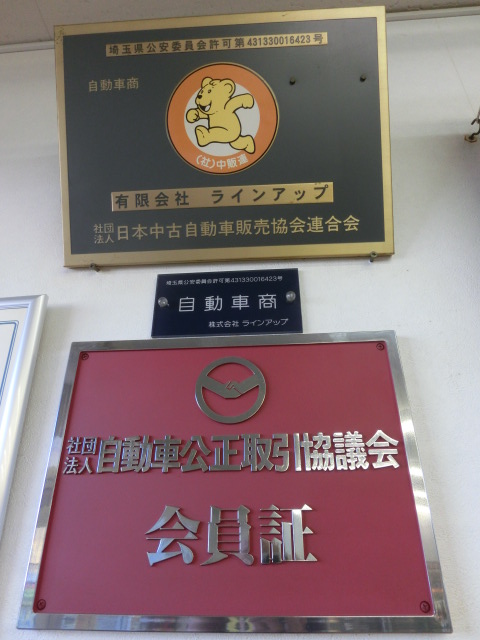 埼玉県公安委員会許可第431330016423号
自動車商
(社)中販連
有限会社 ラインアップ
社団法人 日本中古自動車販売協会連合会
埼玉県公安委員会許可第431330016423号
自動車商
株式会社 ラインアップ
社団法人 自動車公正取引協議会
会員証